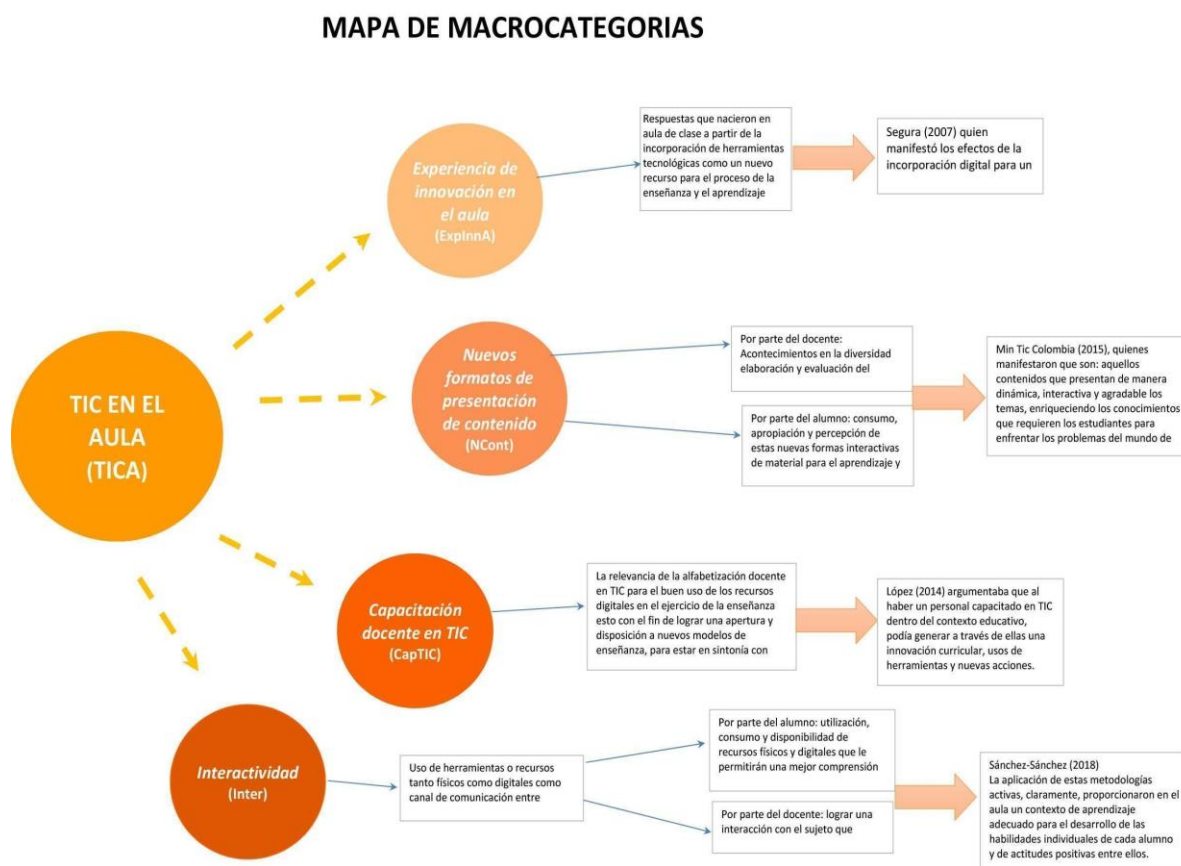 MAPA DE MACROCATEGORIAS
Experiencia de
innovación en
el aula
(ExpInnA)
Respuestas que nacieron en
aula de clase a partir de la
incorporación de herramientas
tecnológicas como un nuevo
recurso para el proceso de la
enseñanza y el aprendizaje
Segura (2007) quien
manifestó los efectos de la
incorporación digital para un
TIC EN EL
AULA
(TICA)
Nuevos
formatos de
presentación
de contenido
(NCont)
Por parte del docente:
Acontecimientos en la diversidad
elaboración y evaluación del
Por parte del alumno: consumo,
apropiación y percepción de
estas nuevas formas interactivas
de material para el aprendizaje y
Min Tic Colombia (2015), quienes
manifestaron que son: aquellos
contenidos que presentan de manera
dinámica, interactiva y agradable los
temas, enriqueciendo los conocimientos
que requieren los estudiantes para
enfrentar los problemas del mundo de
Capacitación
docente en TIC
(CapTIC)
La relevancia de la alfabetización docente
en TIC para el buen uso de los recursos
digitales en el ejercicio de la enseñanza
esto con el fin de lograr una apertura y
disposición a nuevos modelos de
enseñanza, para estar en sintonía con
López (2014) argumentaba que al
haber un personal capacitado en TIC
dentro del contexto educativo,
podía generar a través de ellas una
innovación curricular, usos de
herramientas y nuevas acciones.
Interactividad
(Inter)
Uso de herramientas o recursos
tanto físicos como digitales como
canal de comunicación entre
Por parte del alumno: utilización,
consumo y disponibilidad de
recursos físicos y digitales que le
permitirán una mejor comprensión
Por parte del docente: lograr una
interacción con el sujeto que
Sánchez-Sánchez (2018)
La aplicación de estas metodologías
activas, claramente, proporcionaron en el
aula un contexto de aprendizaje
adecuado para el desarrollo de las
habilidades individuales de cada alumno
y de actitudes positivas entre ellos.